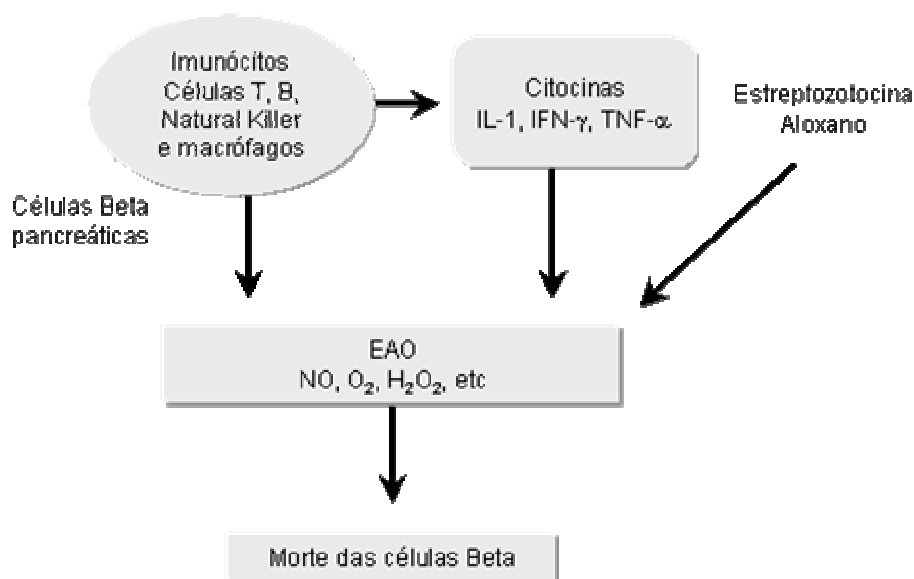 Imunócitos
Células T, B,
Natural Killer
e macrófagos
Citocinas
IL-1, IFN-γ, TNF-α
Estreptozotocina
Aloxano
Células Beta
pancreáticas
EAO
NO, O₂, H₂O₂, etc
Morte das células Beta